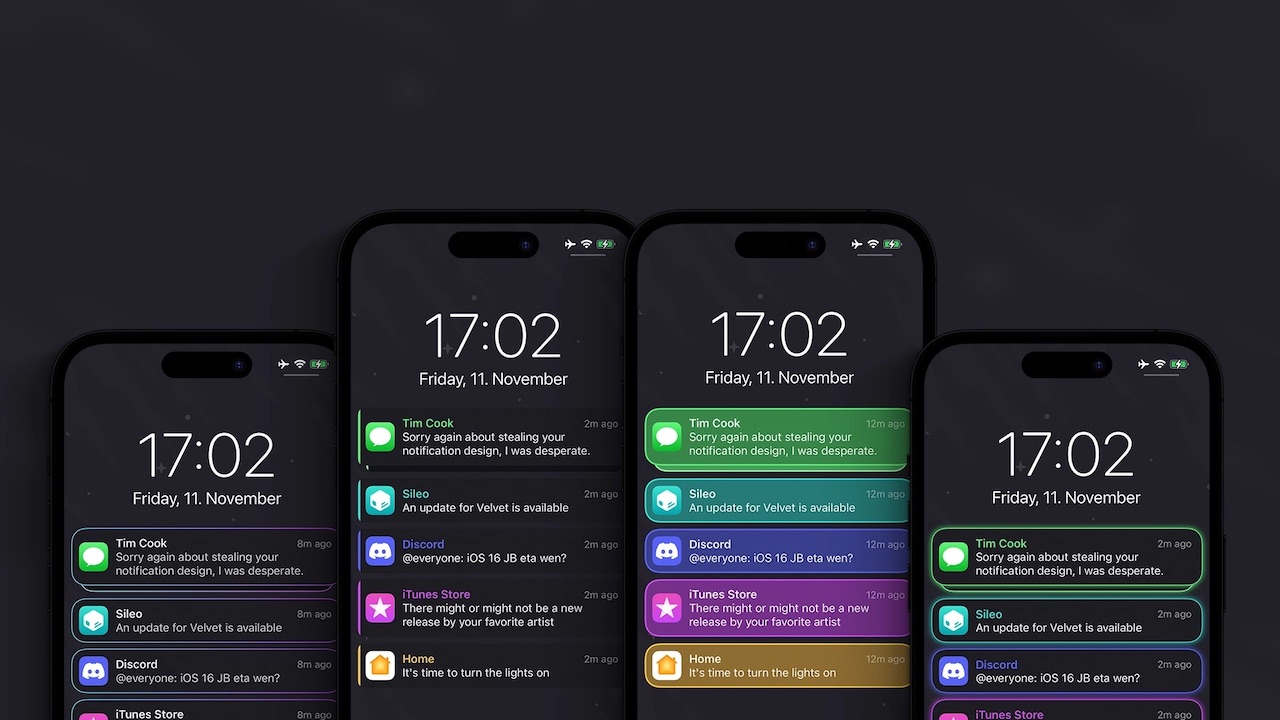 17:02
Friday, 11. November
Tim Cook 8m ago
Sorry again about stealing your
notification design, I was desperate.
Sileo 8m ago
An update for Velvet is available
Discord 8m ago
@everyone: iOS 16 JB eta wen?
iTunes Store 8m ago
17:02
Friday, 11. November
Tim Cook 2m ago
Sorry again about stealing your
notification design, I was desperate.
Sileo 2m ago
An update for Velvet is available
Discord 2m ago
@everyone: iOS 16 JB eta wen?
iTunes Store 2m ago
There might or might not be a new
release by your favorite artist
Home 2m ago
It's time to turn the lights on
17:02
Friday, 11. November
Tim Cook 12m ago
Sorry again about stealing your
notification design, I was desperate.
Sileo 12m ago
An update for Velvet is available
Discord 12m ago
@everyone: iOS 16 JB eta wen?
iTunes Store 12m ago
There might or might not be a new
release by your favorite artist
Home 12m ago
It's time to turn the lights on
17:02
Friday, 11. November
Tim Cook 2m ago
Sorry again about stealing your
notification design, I was desperate.
Sileo 2m ago
An update for Velvet is available
Discord 2m ago
@everyone: iOS 16 JB eta wen?
iTunes Store 2m ago